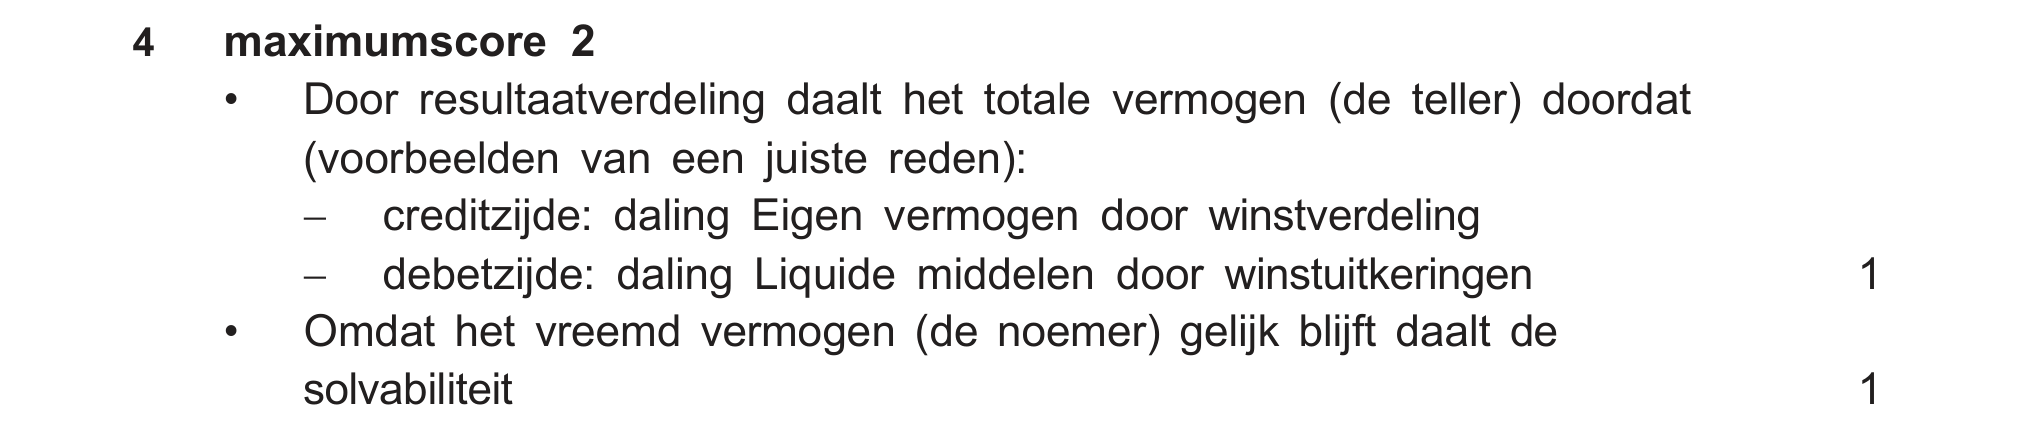 4 maximumscore 2
• Door resultaatverdeling daalt het totale vermogen (de teller) doordat
(voorbeelden van een juiste reden):
– creditzijde: daling Eigen vermogen door winstverdeling
– debetzijde: daling Liquide middelen door winstuitkeringen 1
• Omdat het vreemd vermogen (de noemer) gelijk blijft daalt de
solvabiliteit 1